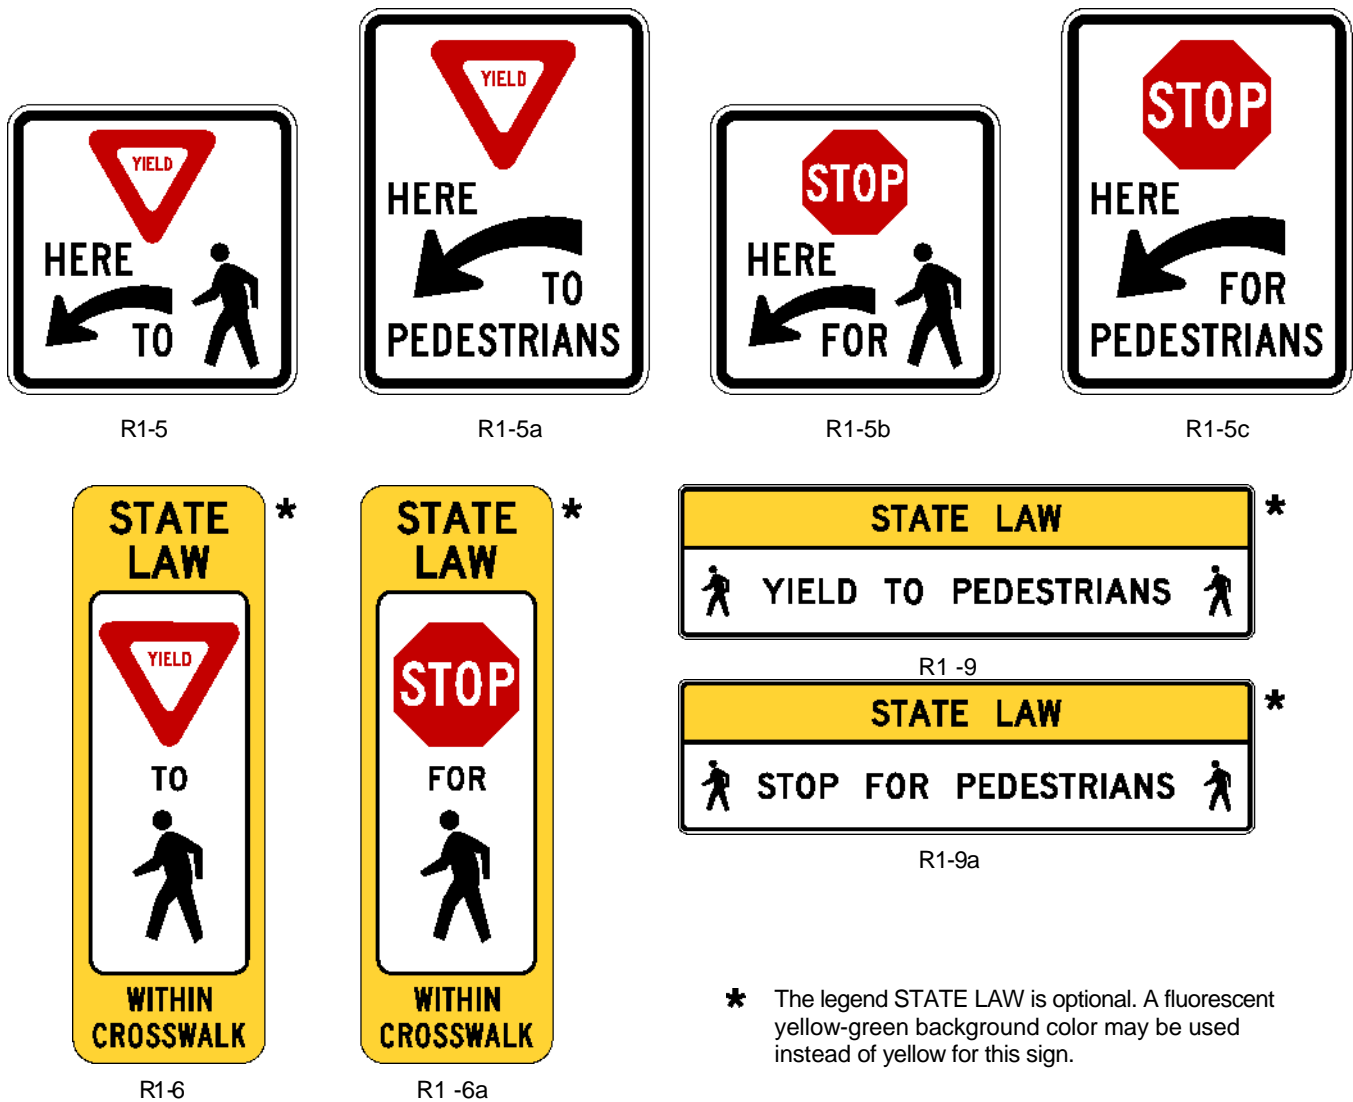 YIELD
HERE
TO
R1-5
YIELD
HERE
TO
PEDESTRIANS
R1-5a
STOP
HERE
FOR
R1-5b
STOP
HERE
FOR
PEDESTRIANS
R1-5c
STATE
LAW
*
YIELD
TO
WITHIN
CROSSWALK
R1-6
STATE
LAW
*
STOP
FOR
WITHIN
CROSSWALK
R1 -6a
STATE LAW
*
YIELD TO PEDESTRIANS
R1 -9
STATE LAW
*
STOP FOR PEDESTRIANS
R1-9a
* The legend STATE LAW is optional. A fluorescent
yellow-green background color may be used
instead of yellow for this sign.